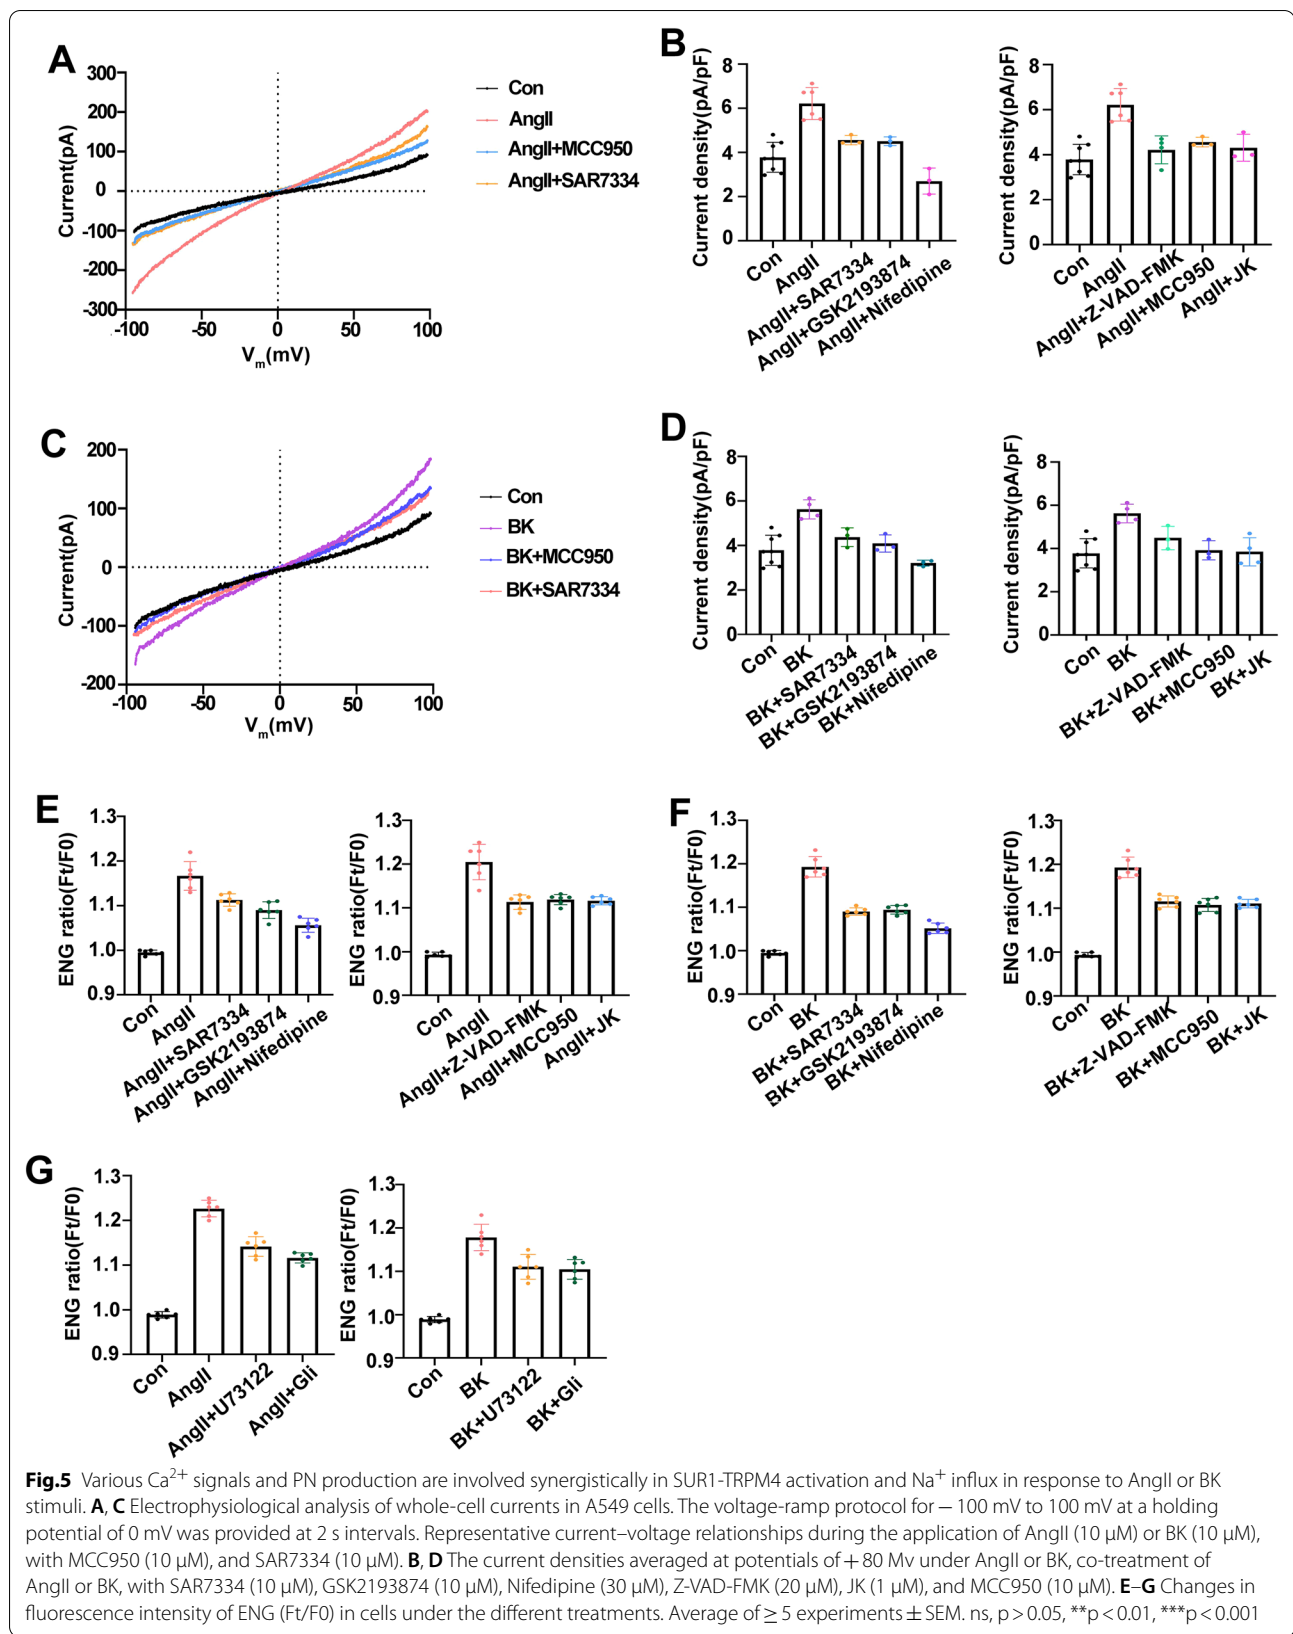 A
300
200
100
0
-100
-200
-300
-100
-50
0
50
100
Current(pA)
Vm(mV)
Con
AngII
AngII+MCC950
AngII+SAR7334
B
Current density(pA/pF)
8
6
4
2
0
Con
AngII
AngII+SAR7334
AngII+GSK2193874
AngII+Nifedipine
Current density(pA/pF)
8
6
4
2
0
Con
AngII
AngII+Z-VAD-FMK
AngII+MCC950
AngII+JK
C
200
100
0
-100
-200
-100
-50
0
50
100
Current(pA)
Vm(mV)
Con
BK
BK+MCC950
BK+SAR7334
D
Current density(pA/pF)
8
6
4
2
0
Con
BK
BK+SAR7334
BK+GSK2193874
BK+Nifedipine
Current density(pA/pF)
8
6
4
2
0
Con
BK
BK+Z-VAD-FMK
BK+MCC950
BK+JK
E
ENG ratio(Ft/F0)
1.3
1.2
1.1
1.0
0.9
Con
AngII
AngII+SAR7334
AngII+GSK2193874
AngII+Nifedipine
ENG ratio(Ft/F0)
1.3
1.2
1.1
1.0
0.9
Con
AngII
AngII+Z-VAD-FMK
AngII+MCC950
AngII+JK
F
ENG ratio(Ft/F0)
1.3
1.2
1.1
1.0
0.9
Con
BK
BK+SAR7334
BK+GSK2193874
BK+Nifedipine
ENG ratio(Ft/F0)
1.3
1.2
1.1
1.0
0.9
Con
BK
BK+Z-VAD-FMK
BK+MCC950
BK+JK
G
ENG ratio(Ft/F0)
1.3
1.2
1.1
1.0
0.9
Con
AngII
AngII+U73122
AngII+Gli
ENG ratio(Ft/F0)
1.3
1.2
1.1
1.0
0.9
Con
BK
BK+U73122
BK+Gli
Fig.5 Various Ca2+ signals and PN production are involved synergistically in SUR1-TRPM4 activation and Na+ influx in response to AngII or BK
stimuli. A, C Electrophysiological analysis of whole-cell currents in A549 cells. The voltage-ramp protocol for − 100 mV to 100 mV at a holding
potential of 0 mV was provided at 2 s intervals. Representative current–voltage relationships during the application of AngII (10 μM) or BK (10 μM),
with MCC950 (10 μM), and SAR7334 (10 μM). B, D The current densities averaged at potentials of + 80 Mv under AngII or BK, co-treatment of
AngII or BK, with SAR7334 (10 μM), GSK2193874 (10 μM), Nifedipine (30 μM), Z-VAD-FMK (20 μM), JK (1 μM), and MCC950 (10 μM). E–G Changes in
fluorescence intensity of ENG (Ft/F0) in cells under the different treatments. Average of ≥ 5 experiments ± SEM. ns, p > 0.05, **p < 0.01, ***p < 0.001